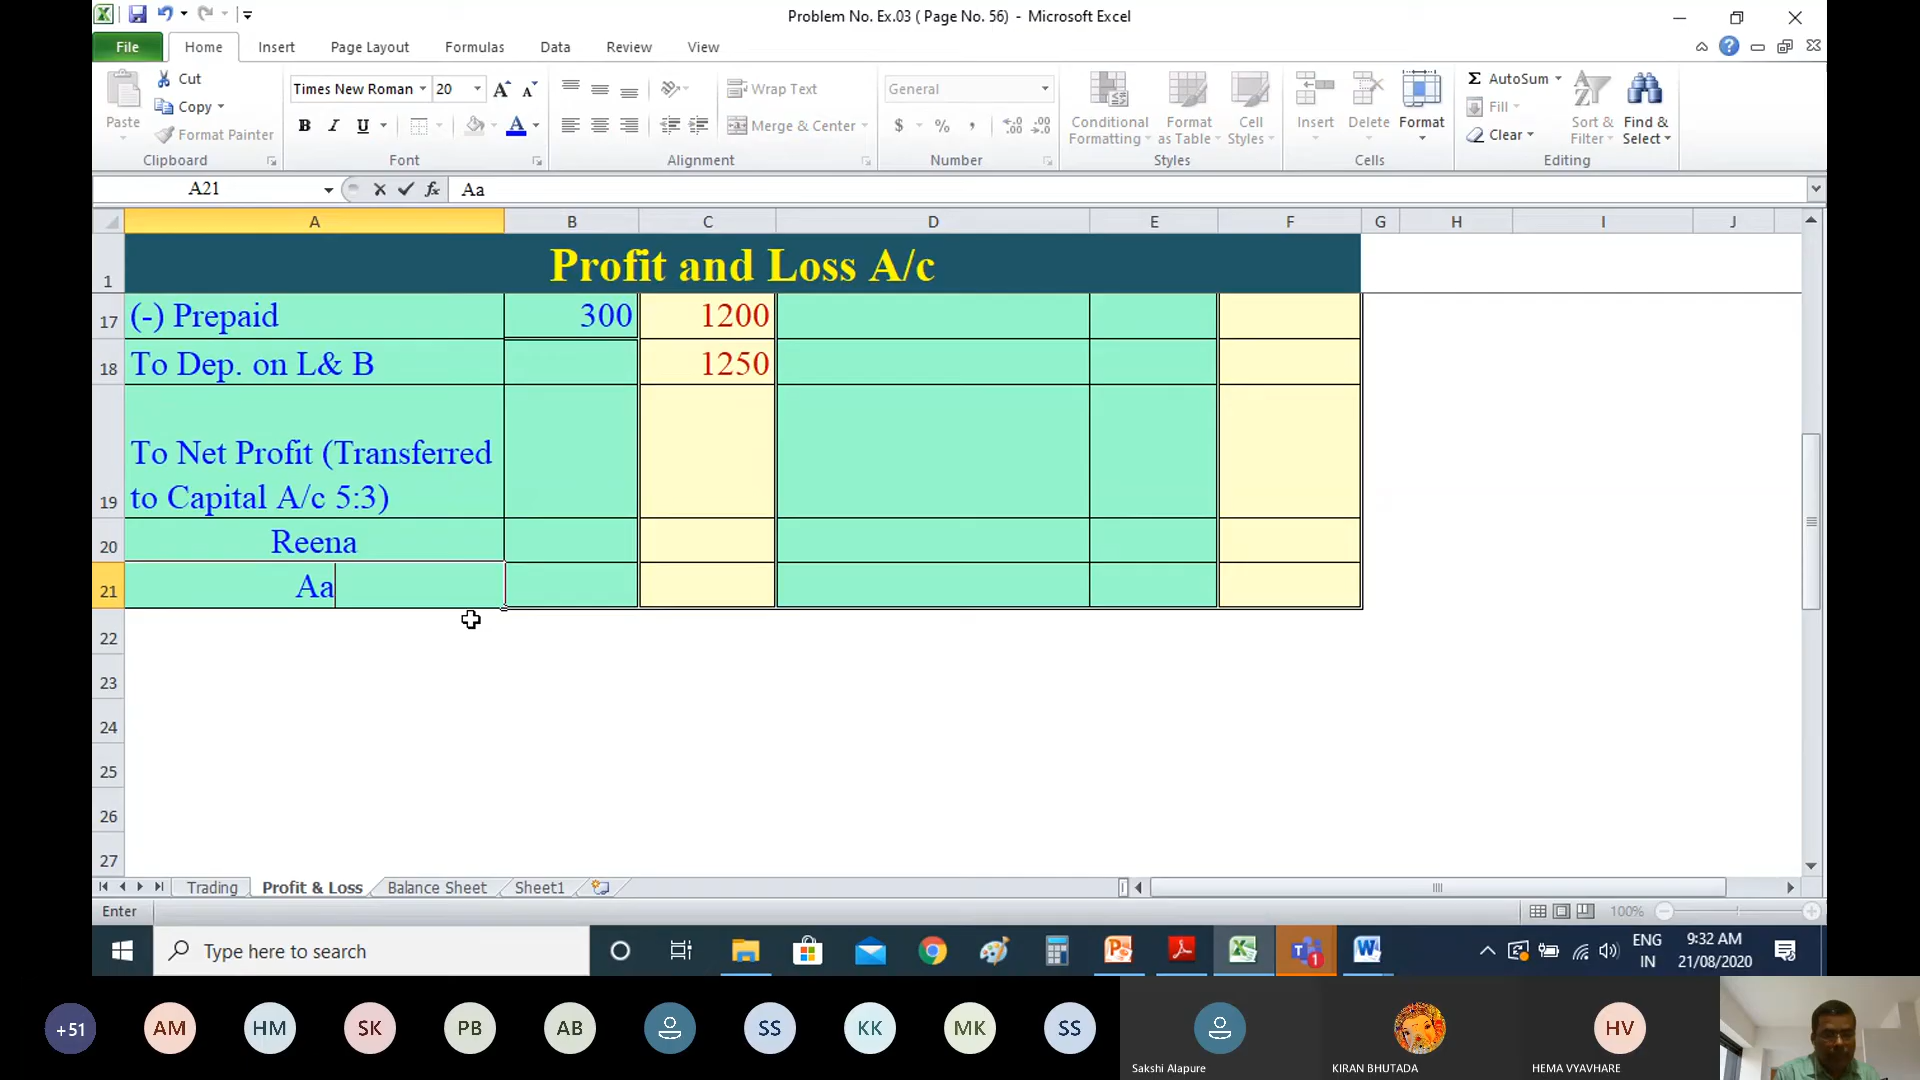 Problem No. Ex.03 ( Page No. 56) - Microsoft Excel
File Home Insert Page Layout Formulas Data Review View
Paste
Cut
Copy
Format Painter
Clipboard
Times New Roman 20
B I U
Font
Wrap Text
Merge & Center
Alignment
General
$ % ,
Number
Conditional Formatting
Format as Table
Cell Styles
Styles
Insert Delete Format
Cells
Σ AutoSum
Fill
Clear
Sort & Filter
Find & Select
Editing
A21 fx Aa
A B C D E F G H I J
1 Profit and Loss A/c
17 (-) Prepaid 300 1200
18 To Dep. on L& B 1250
19 To Net Profit (Transferred
to Capital A/c 5:3)
20 Reena
21 Aa
22
23
24
25
26
27
Trading Profit & Loss Balance Sheet Sheet1
Enter 100%
Type here to search
1
ENG
IN
9:32 AM
21/08/2020
+51 AM HM SK PB AB SS KK MK SS HV
Sakshi Alapure KIRAN BHUTADA HEMA VYAVHARE